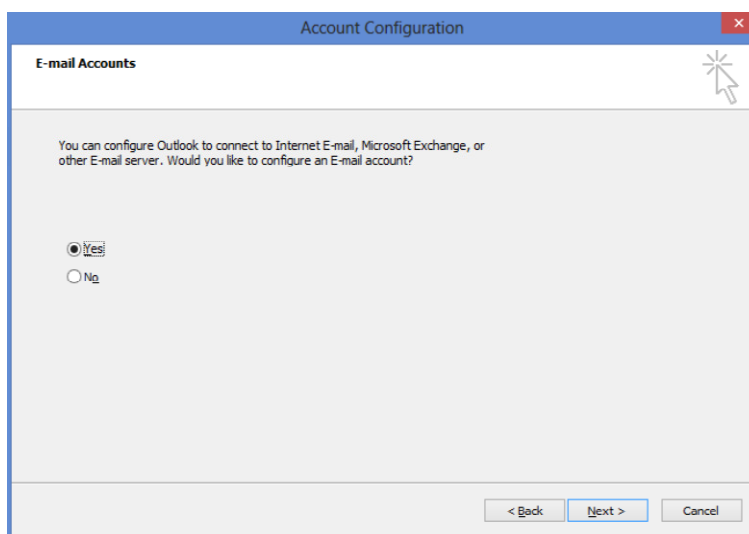 Account Configuration
E-mail Accounts
You can configure Outlook to connect to Internet E-mail, Microsoft Exchange, or
other E-mail server. Would you like to configure an E-mail account?
Yes
No
< Back Next > Cancel